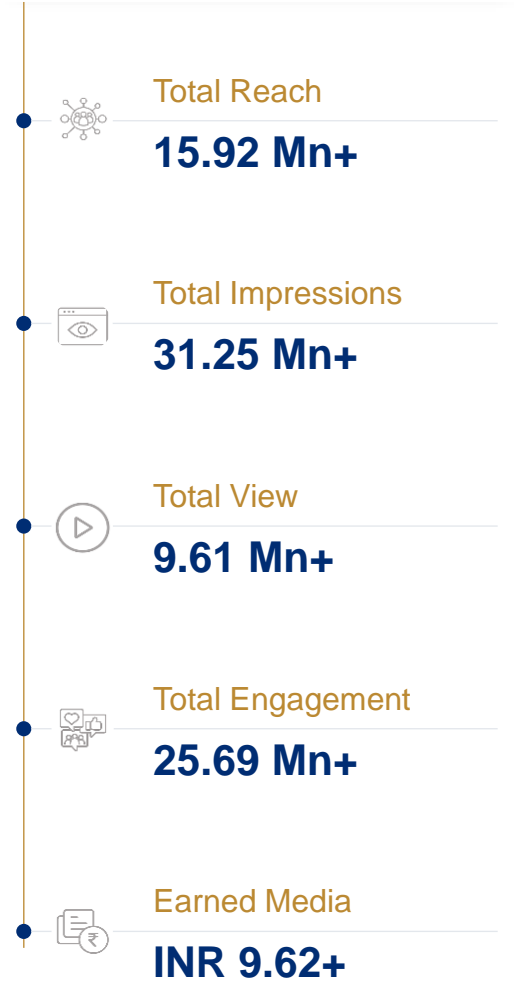 Total Reach
15.92 Mn+
Total Impressions
31.25 Mn+
Total View
9.61 Mn+
Total Engagement
25.69 Mn+
Earned Media
INR 9.62+